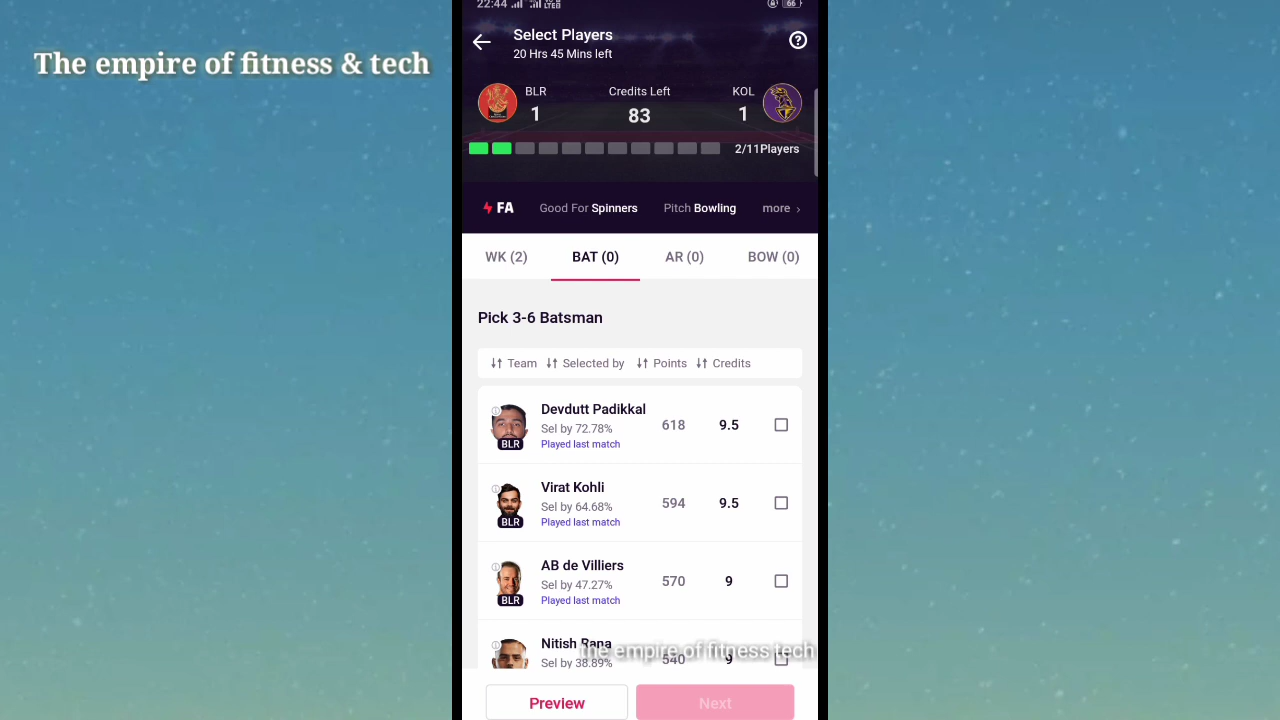 22:44
66
The empire of fitness & tech
Select Players
20 Hrs 45 Mins left
BLR
Credits Left
KOL
1
83
1
2/11Players
FA
Good For Spinners
Pitch Bowling
more
WK (2)
BAT (0)
AR (0)
BOW (0)
Pick 3-6 Batsman
Team
Selected by
Points
Credits
Devdutt Padikkal
Sel by 72.78%
Played last match
BLR
618
9.5
Virat Kohli
Sel by 64.68%
Played last match
BLR
594
9.5
AB de Villiers
Sel by 47.27%
Played last match
BLR
570
9
Nitish Rana
Sel by 38.89%
540
9
the empire of fitness tech
Preview
Next